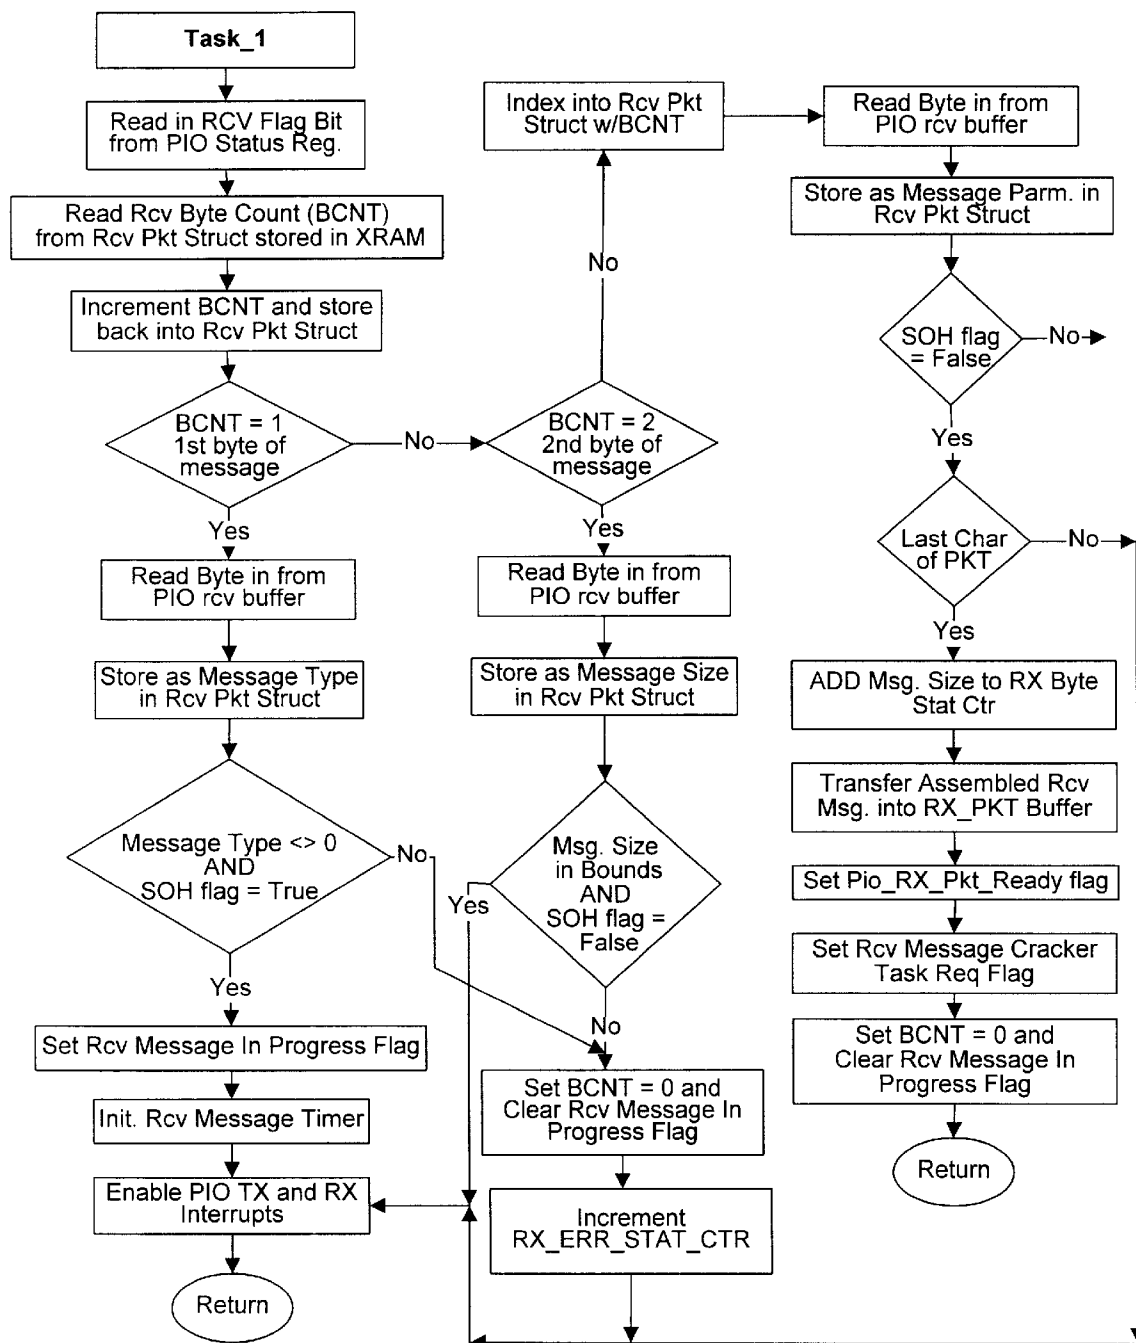 Task_1
Read in RCV Flag Bit
from PIO Status Reg.
Read Rcv Byte Count (BCNT)
from Rcv Pkt Struct stored in XRAM
Increment BCNT and store
back into Rcv Pkt Struct
BCNT = 1
1st byte of
message
No
Yes
Read Byte in from
PIO rcv buffer
Store as Message Type
in Rcv Pkt Struct
Message Type <> 0
AND
SOH flag = True
No
Yes
Set Rcv Message In Progress Flag
Init. Rcv Message Timer
Enable PIO TX and RX
Interrupts
Return
Index into Rcv Pkt
Struct w/BCNT
No
BCNT = 2
2nd byte of
message
Yes
Read Byte in from
PIO rcv buffer
Store as Message Size
in Rcv Pkt Struct
Msg. Size
in Bounds
AND
SOH flag =
False
Yes
No
Set BCNT = 0 and
Clear Rcv Message In
Progress Flag
Increment
RX_ERR_STAT_CTR
Read Byte in from
PIO rcv buffer
Store as Message Parm. in
Rcv Pkt Struct
SOH flag
= False
No
Yes
Last Char
of PKT
No
Yes
ADD Msg. Size to RX Byte
Stat Ctr
Transfer Assembled Rcv
Msg. into RX_PKT Buffer
Set Pio_RX_Pkt_Ready flag
Set Rcv Message Cracker
Task Req Flag
Set BCNT = 0 and
Clear Rcv Message In
Progress Flag
Return